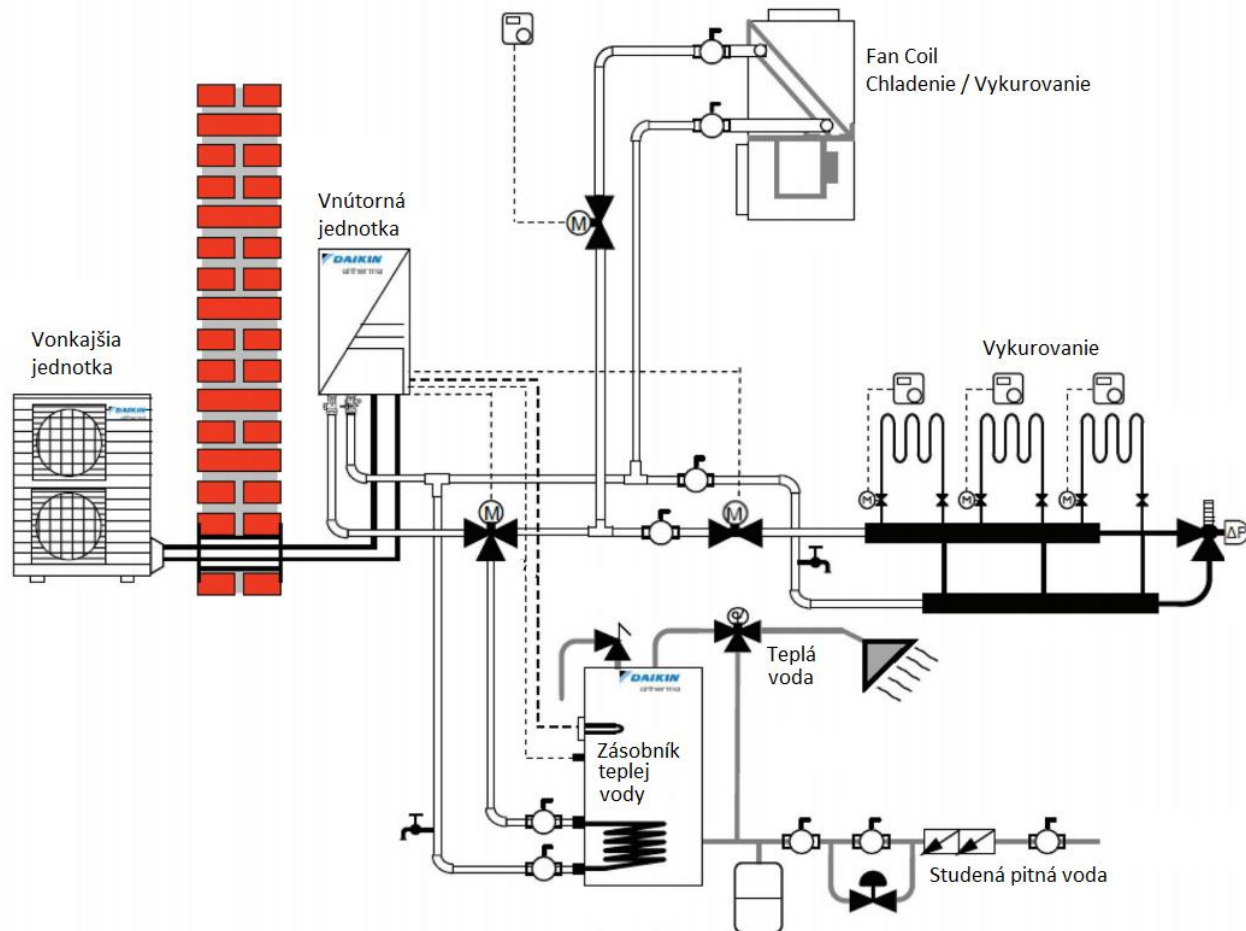 Fan Coil
Chladenie / Vykurovanie
Vnútorná
jednotka
DAIKIN
altherma
M
Vonkajšia
jednotka
DAIKIN
altherma
Vykurovanie
M
M
M
M
M
ΔP
Teplá
voda
DAIKIN
altherma
Zásobník
teplej
vody
Studená pitná voda